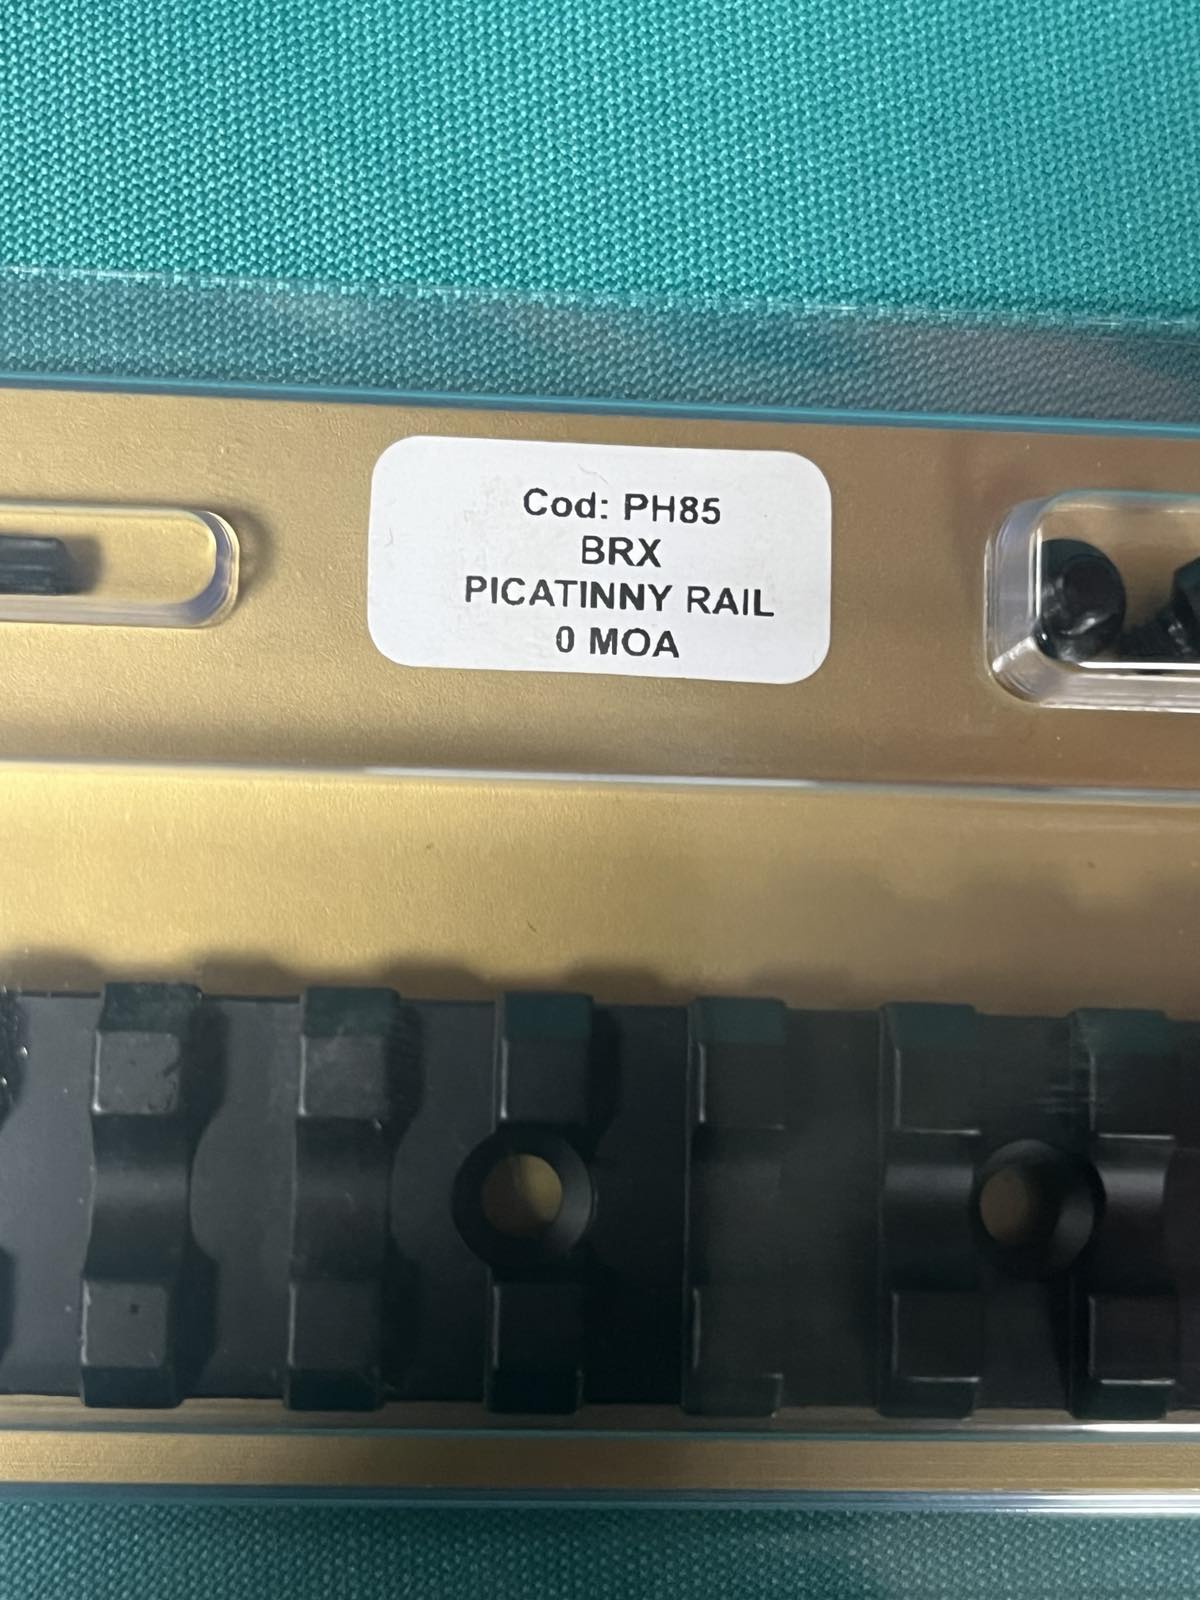 Cod: PH85
BRX
PICATINNY RAIL
0 MOA